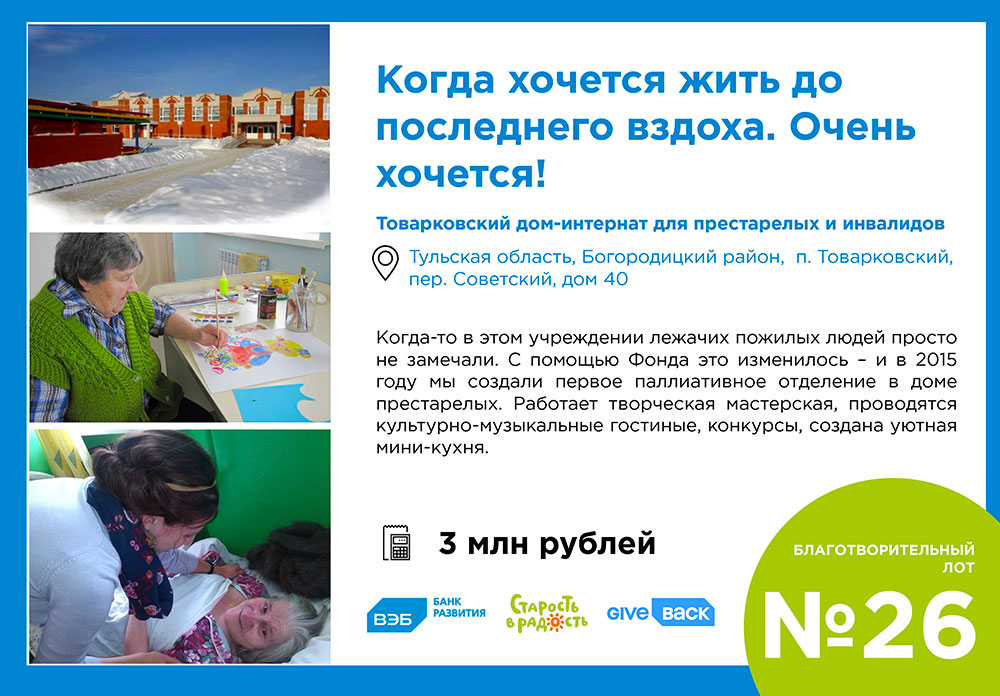 Когда хочется жить до
последнего вздоха. Очень
хочется!
Товарковский дом-интернат для престарелых и инвалидов
Тульская область, Богородицкий район, п. Товарковский,
пер. Советский, дом 40
Когда-то в этом учреждении лежачих пожилых людей просто
не замечали. С помощью Фонда это изменилось – и в 2015
году мы создали первое паллиативное отделение в доме
престарелых. Работает творческая мастерская, проводятся
культурно-музыкальные гостиные, конкурсы, создана уютная
мини-кухня.
3 млн рублей
ВЭБ БАНК
РАЗВИТИЯ
Старость
в радость
GIVE BACK
БЛАГОТВОРИТЕЛЬНЫЙ
ЛОТ
№26